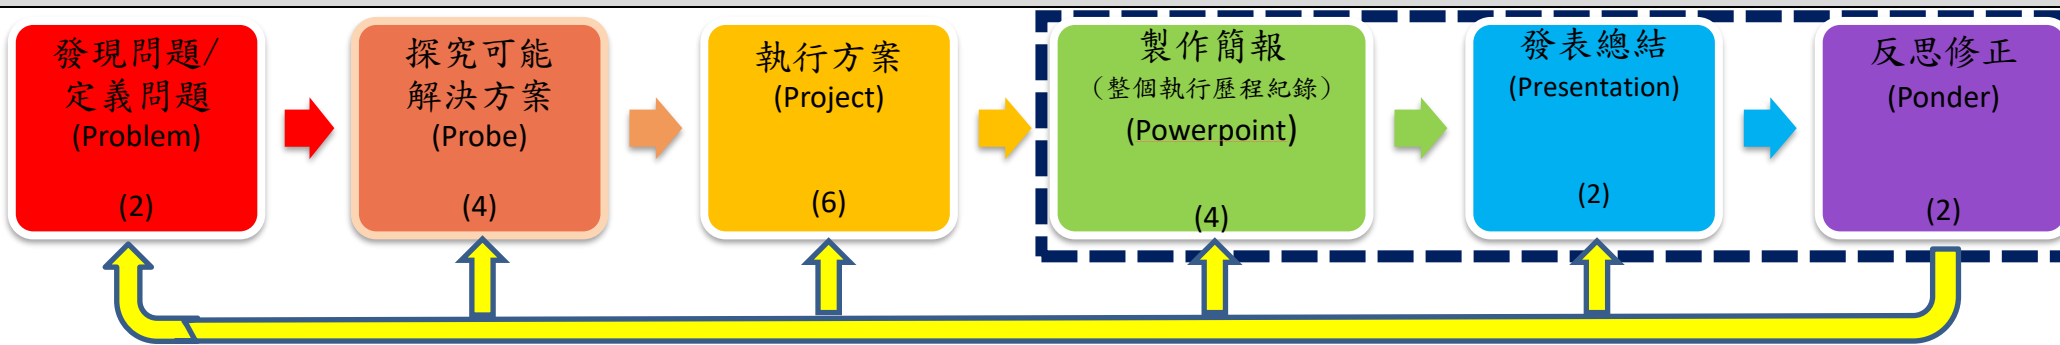 發現問題/
定義問題
(Problem)
(2)
探究可能
解決方案
(Probe)
(4)
執行方案
(Project)
(6)
製作簡報
（整個執行歷程紀錄）
(Powerpoint)
(4)
發表總結
(Presentation)
(2)
反思修正
(Ponder)
(2)